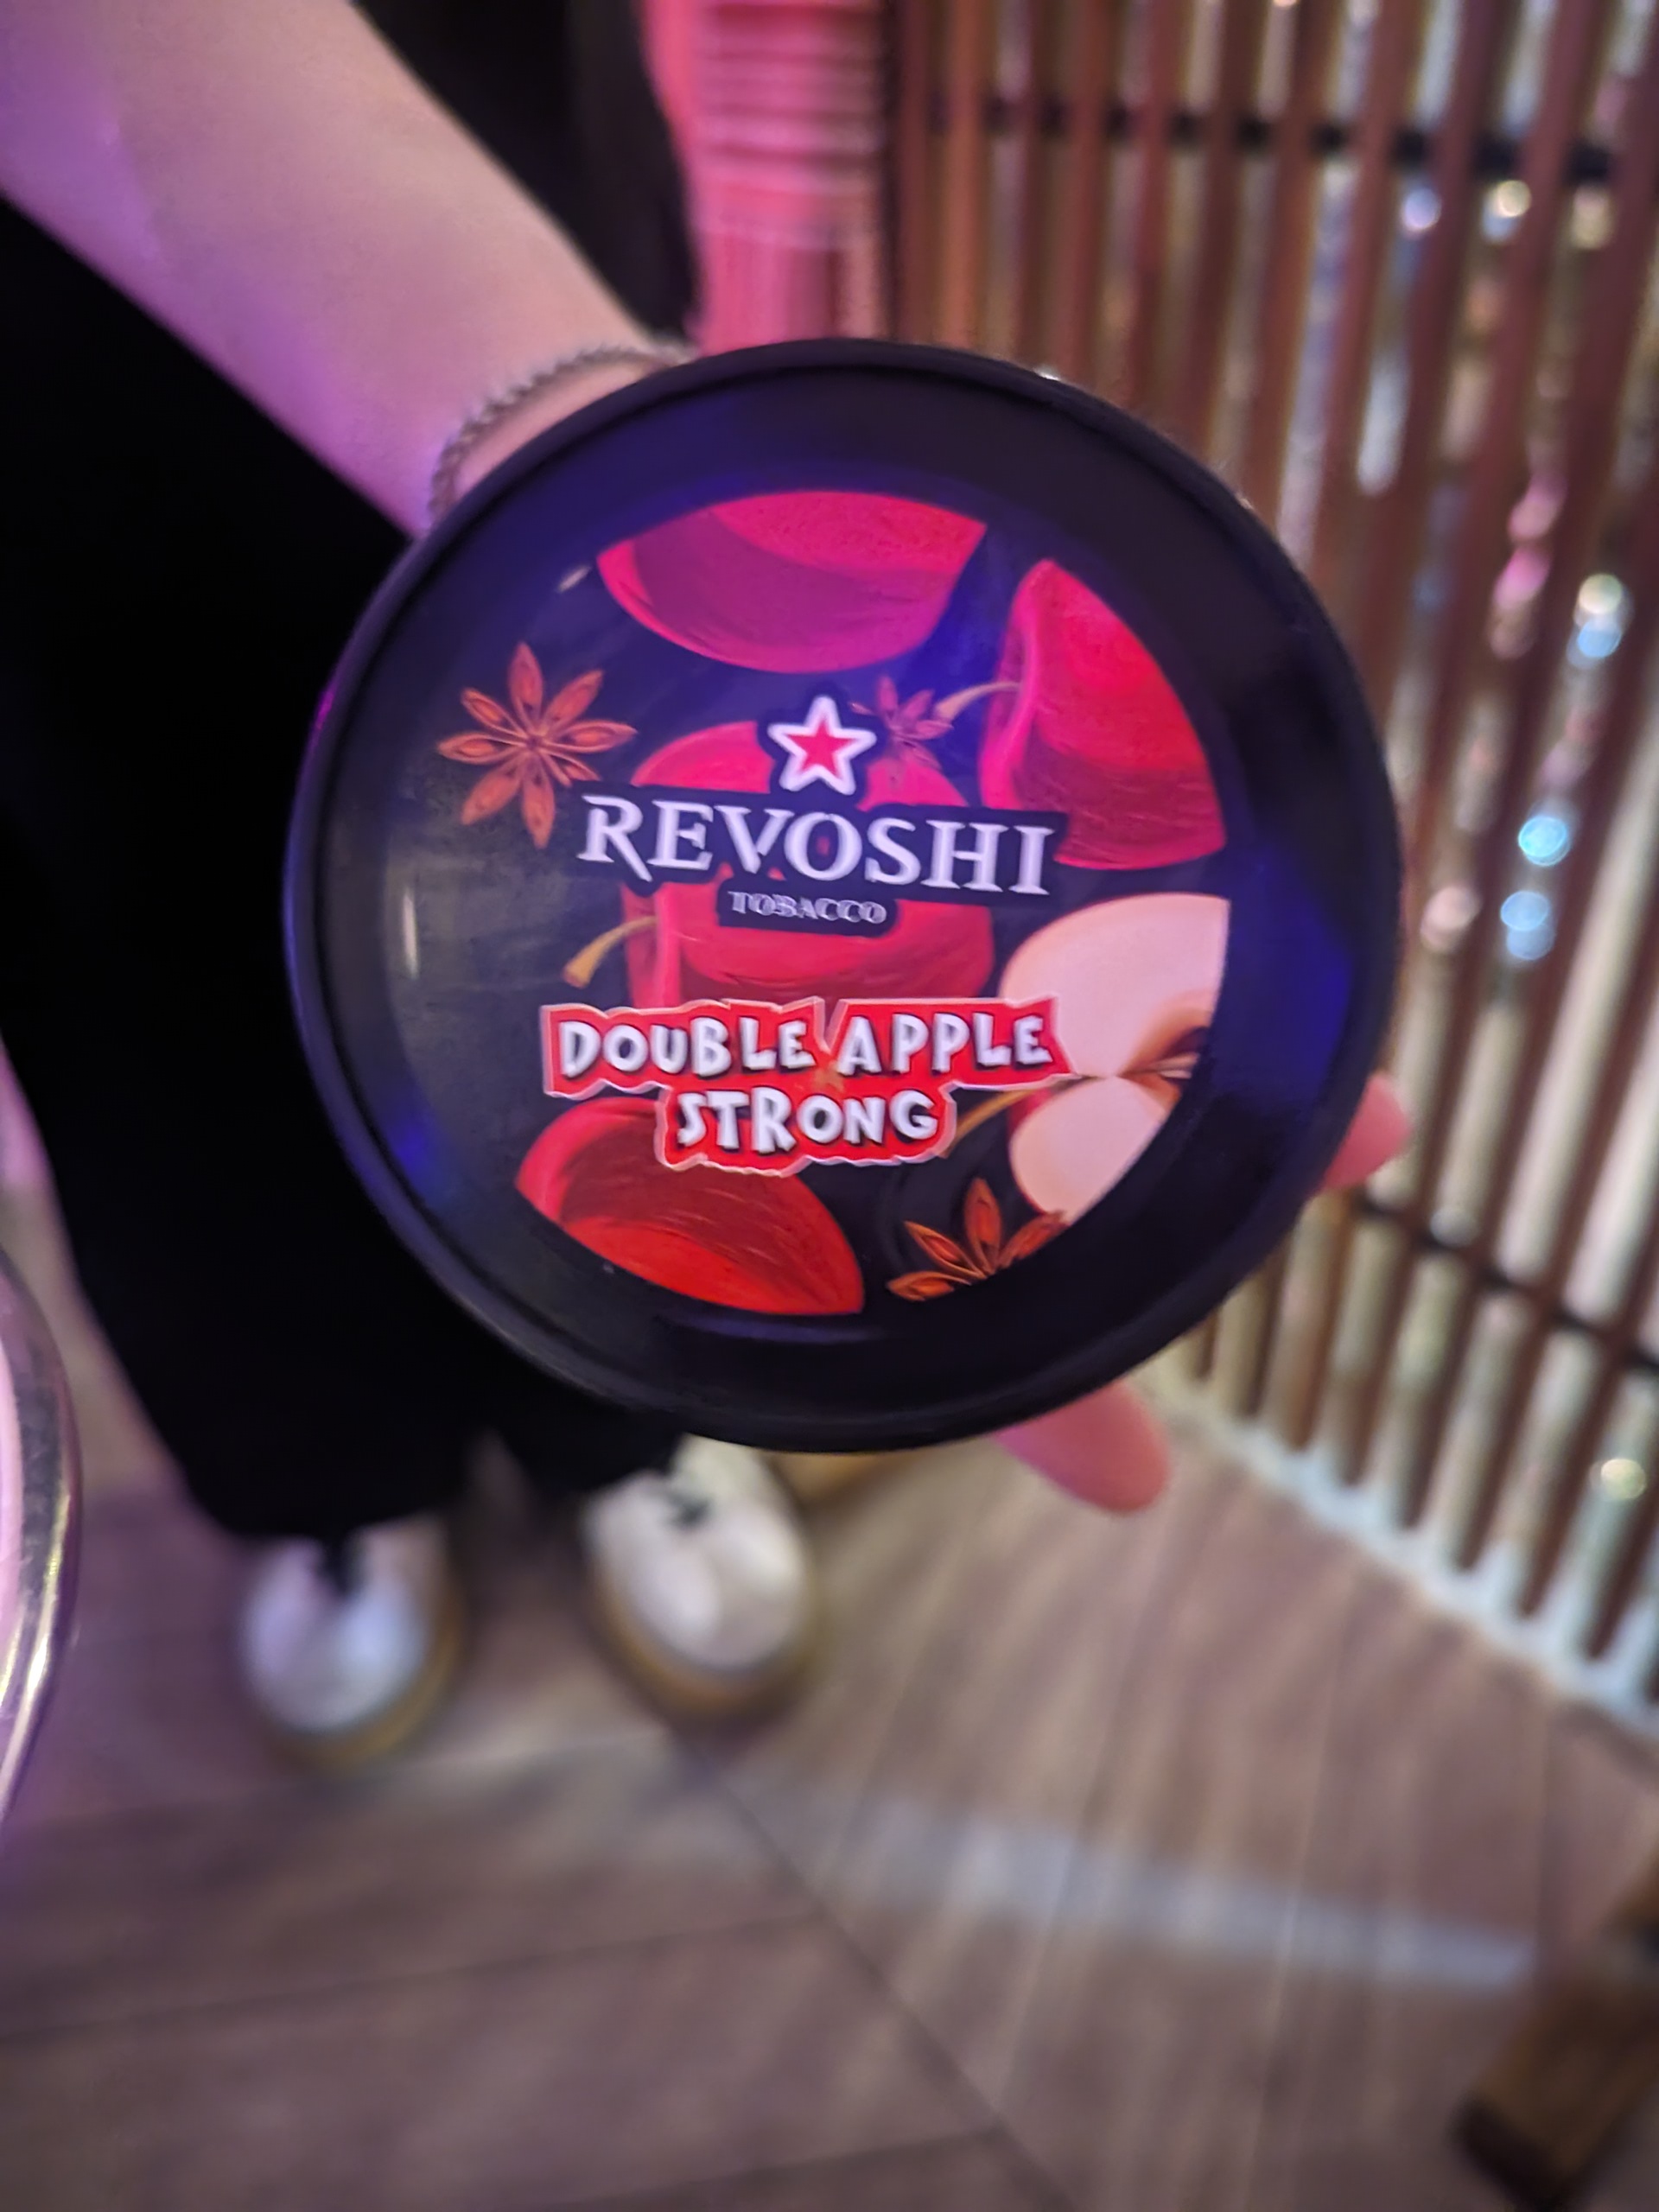 REVOSHI
TOBACCO
DOUBLE APPLE
STRONG